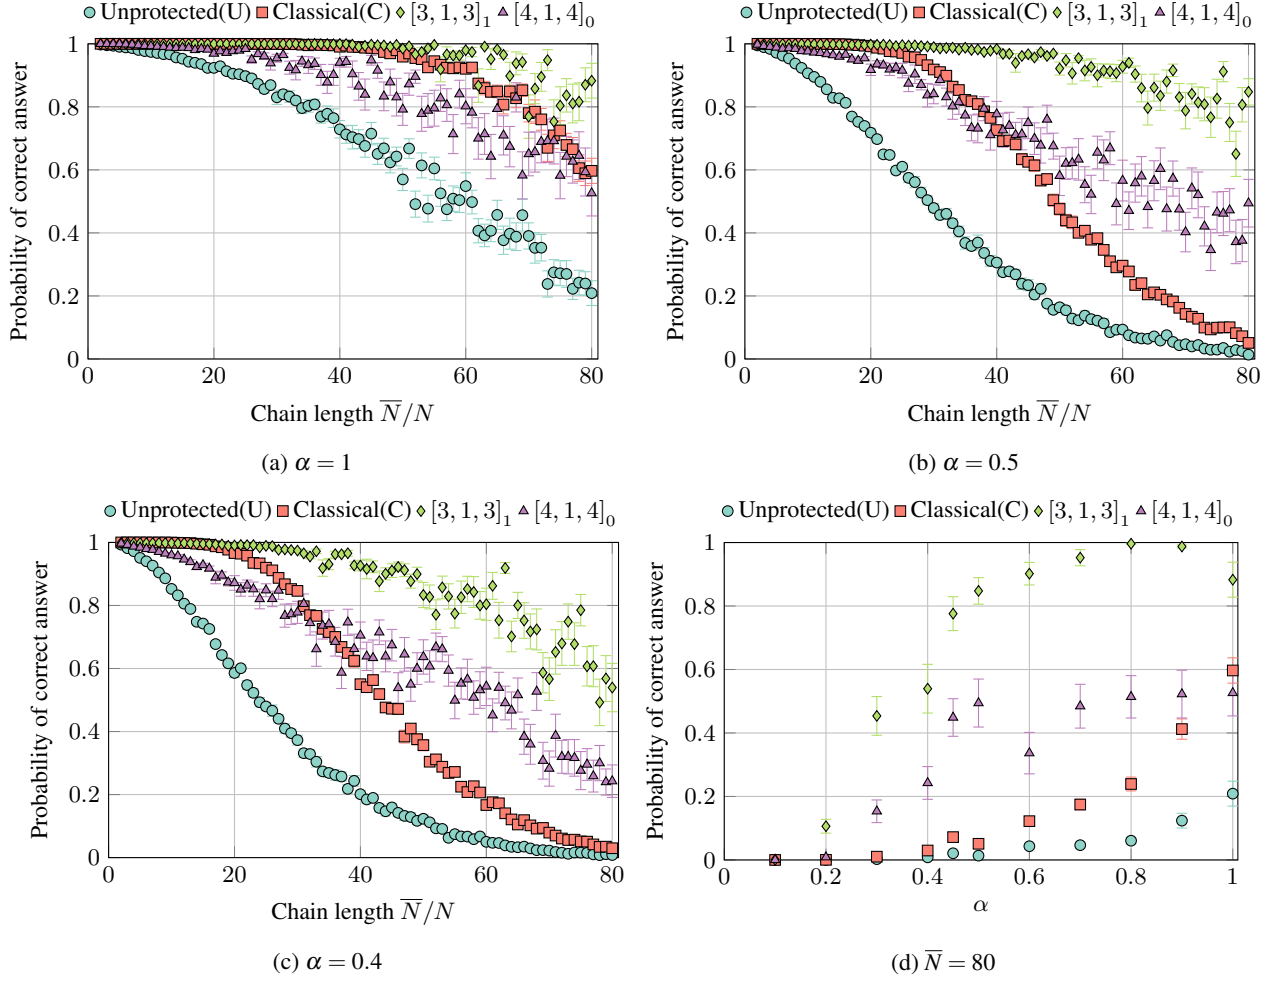 Unprotected(U) Classical(C) [3, 1, 3]₁ [4, 1, 4]₀
Probability of correct answer
1
0.8
0.6
0.4
0.2
0
0 20 40 60 80
Chain length N̅/N
(a) α = 1
Unprotected(U) Classical(C) [3, 1, 3]₁ [4, 1, 4]₀
Probability of correct answer
1
0.8
0.6
0.4
0.2
0
0 20 40 60 80
Chain length N̅/N
(b) α = 0.5
Unprotected(U) Classical(C) [3, 1, 3]₁ [4, 1, 4]₀
Probability of correct answer
1
0.8
0.6
0.4
0.2
0
0 20 40 60 80
Chain length N̅/N
(c) α = 0.4
Unprotected(U) Classical(C) [3, 1, 3]₁ [4, 1, 4]₀
Probability of correct answer
1
0.8
0.6
0.4
0.2
0
0.2 0.4 0.6 0.8 1
α
(d) N̅ = 80